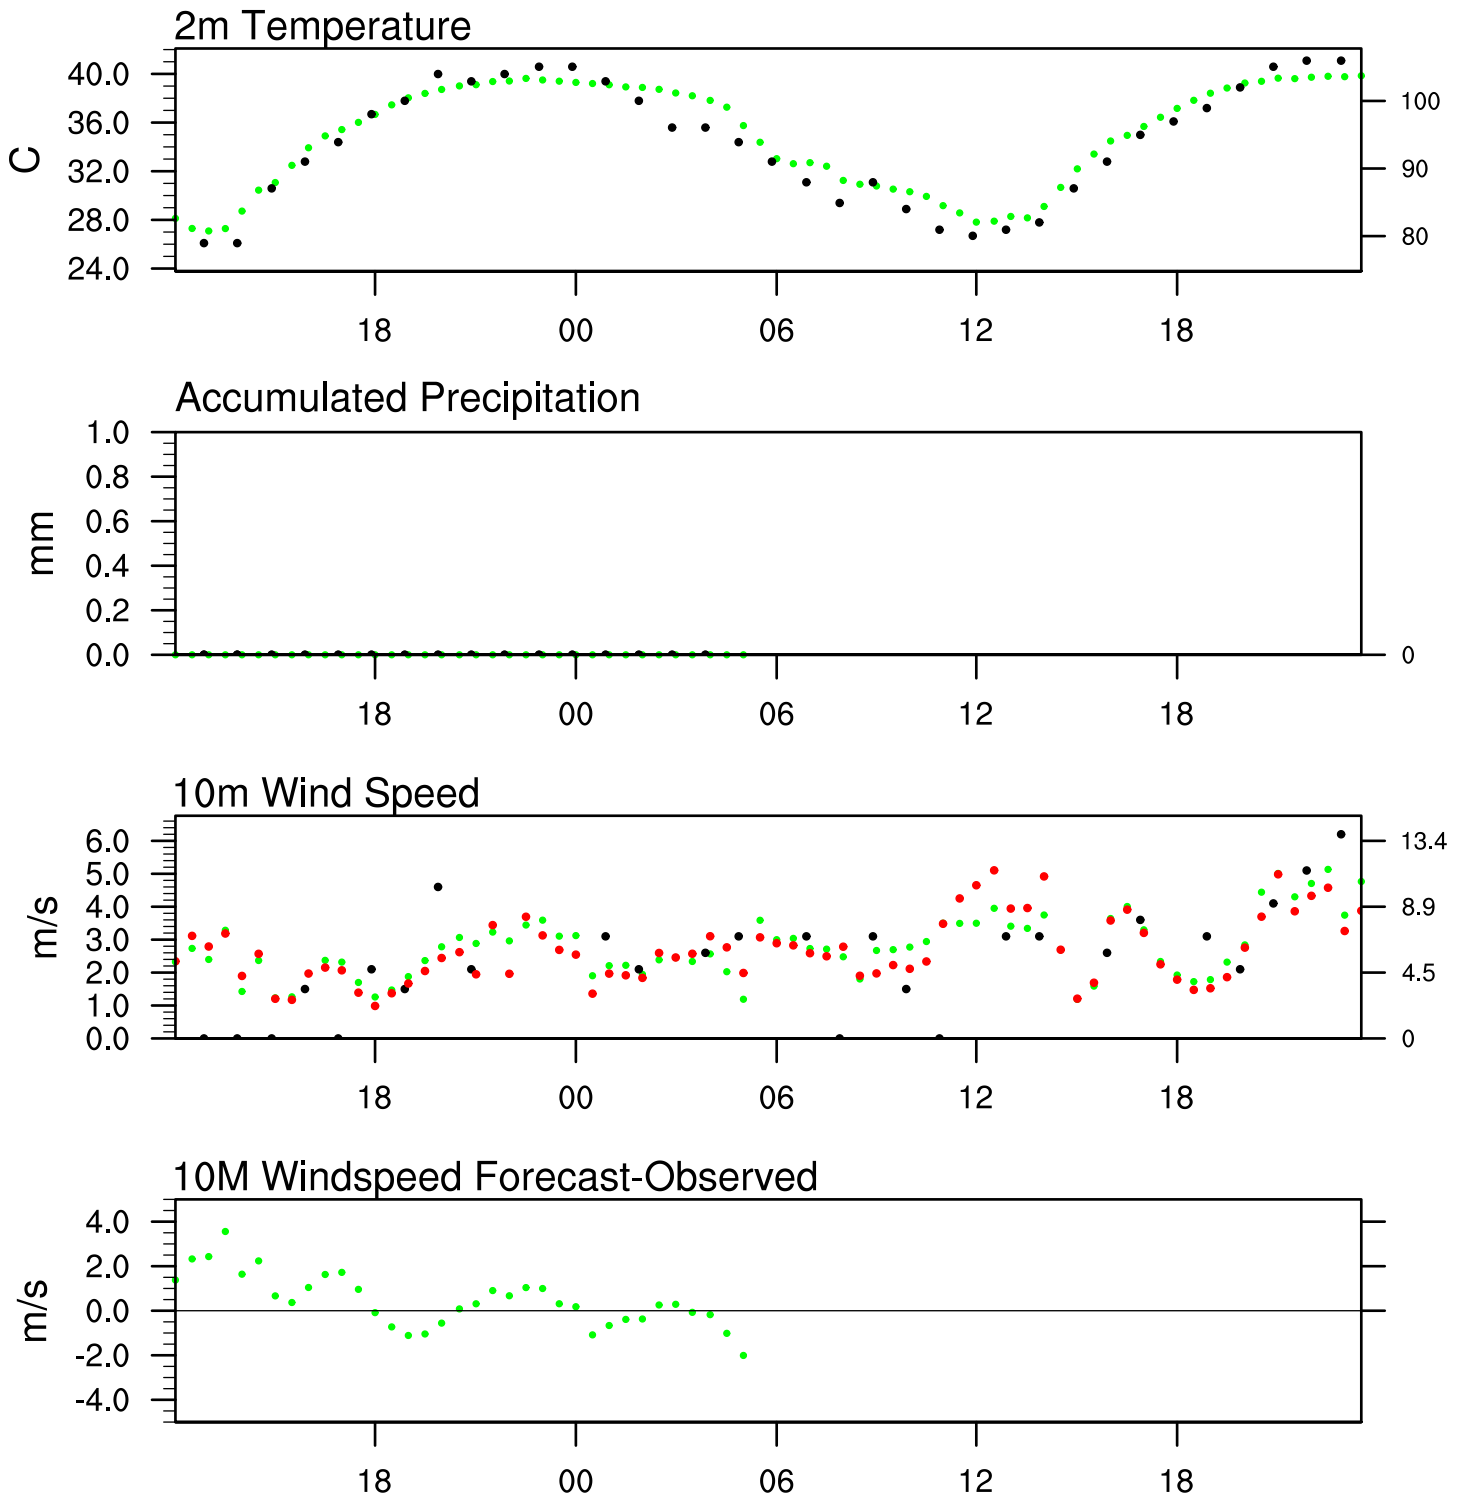 2m Temperature
40.0
36.0
32.0
28.0
24.0
C
100
90
80
18 00 06 12 18
Accumulated Precipitation
1.0
0.8
0.6
0.4
0.2
0.0
mm
0
18 00 06 12 18
10m Wind Speed
6.0
5.0
4.0
3.0
2.0
1.0
0.0
m/s
13.4
8.9
4.5
0
18 00 06 12 18
10M Windspeed Forecast-Observed
4.0
2.0
0.0
-2.0
-4.0
m/s
18 00 06 12 18